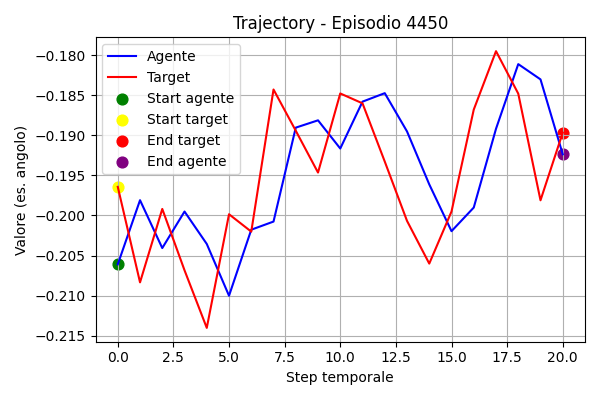 Trajectory - Episodio 4450
Agente
Target
Start agente
Start target
End target
End agente
Valore (es. angolo)
−0.180
−0.185
−0.190
−0.195
−0.200
−0.205
−0.210
−0.215
0.0 2.5 5.0 7.5 10.0 12.5 15.0 17.5 20.0
Step temporale